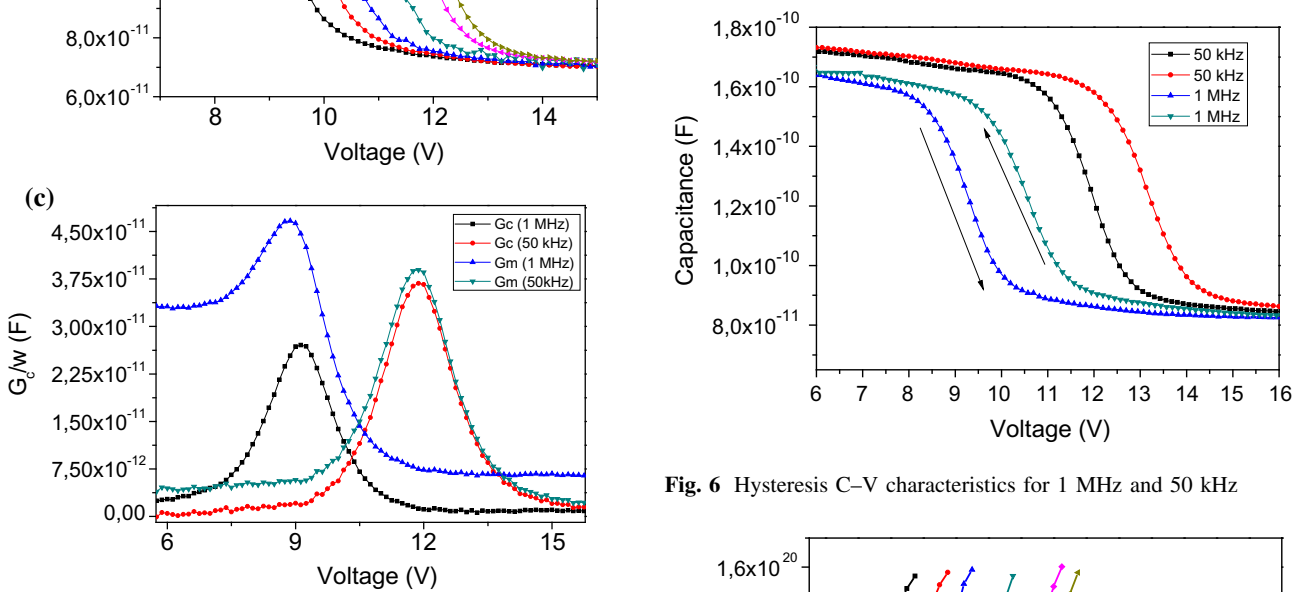 8,0x10⁻¹¹
6,0x10⁻¹¹
8 10 12 14
Voltage (V)
(c)
4,50x10⁻¹¹
3,75x10⁻¹¹
3,00x10⁻¹¹
2,25x10⁻¹¹
1,50x10⁻¹¹
7,50x10⁻¹²
0,00
G_c/w (F)
Gc (1 MHz)
Gc (50 kHz)
Gm (1 MHz)
Gm (50kHz)
6 9 12 15
Voltage (V)
1,8x10⁻¹⁰
1,6x10⁻¹⁰
1,4x10⁻¹⁰
1,2x10⁻¹⁰
1,0x10⁻¹⁰
8,0x10⁻¹¹
Capacitance (F)
50 kHz
50 kHz
1 MHz
1 MHz
6 7 8 9 10 11 12 13 14 15 16
Voltage (V)
Fig. 6 Hysteresis C–V characteristics for 1 MHz and 50 kHz
1,6x10²⁰